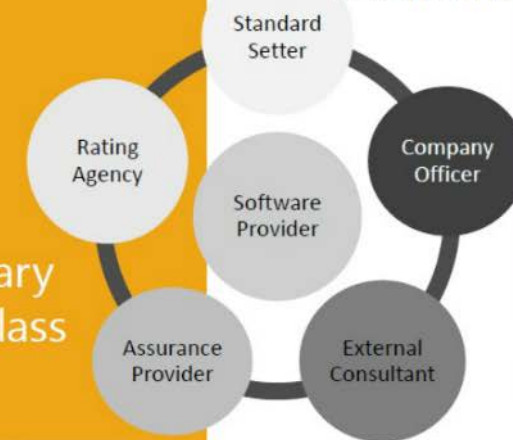 Standard
Setter
Rating
Agency
Company
Officer
Software
Provider
ary
lass
Assurance
Provider
External
Consultant